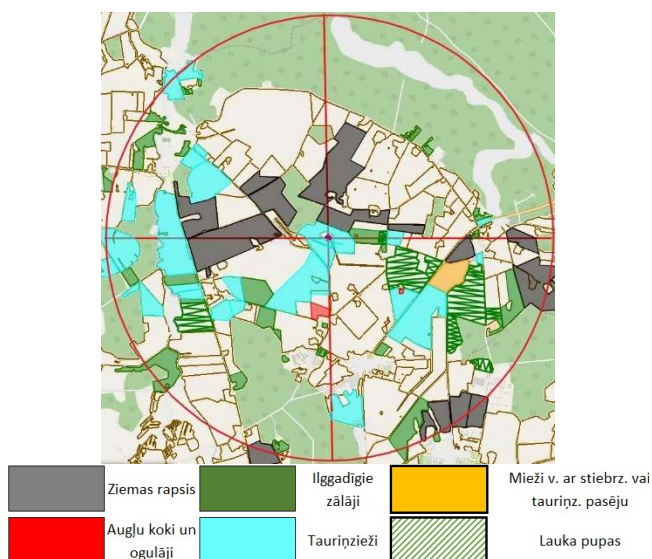 Ziemas rapsis
Ilggadīgie
zālāji
Mieži v. ar stiebrz. vai
tauriņz. pasēju
Augļu koki un
ogulāji
Tauriņzieži
Lauka pupas